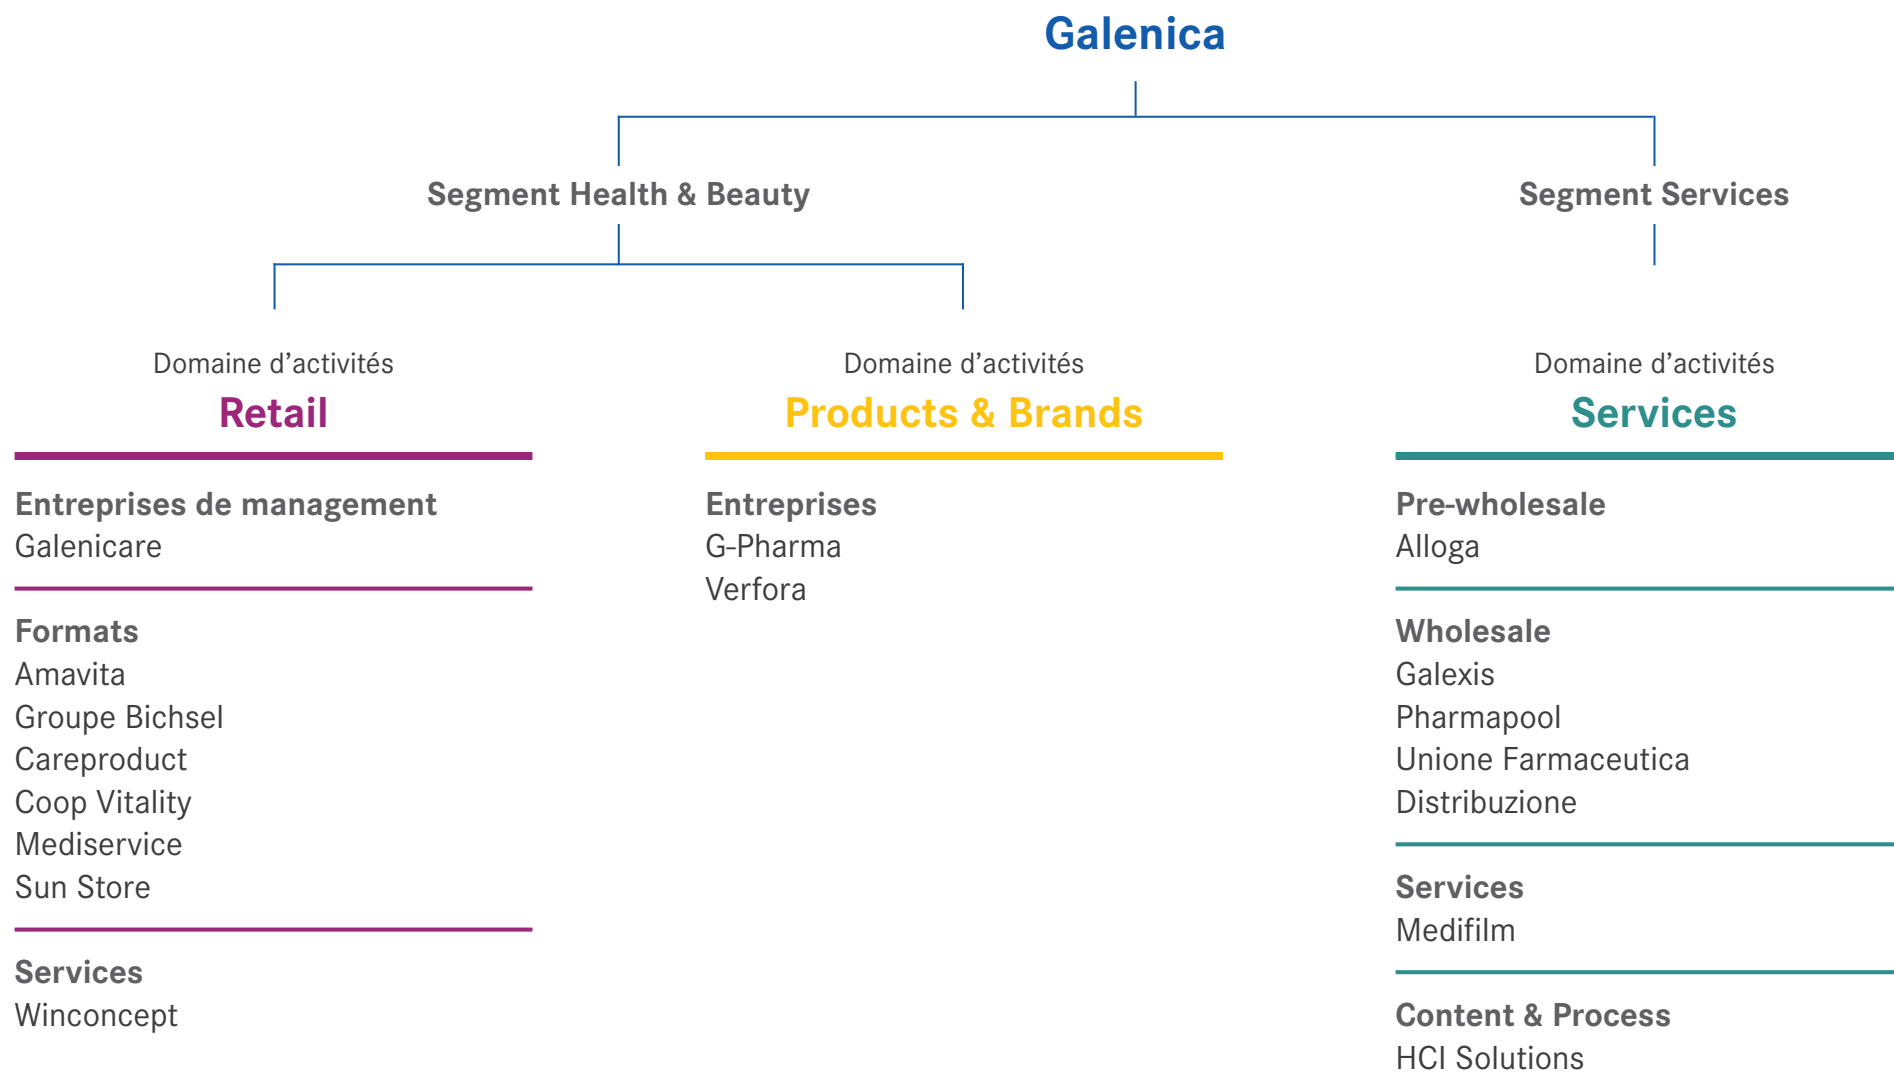 Galenica
Segment Health & Beauty
Segment Services
Domaine d’activités
Retail
Entreprises de management
Galenicare
Formats
Amavita
Groupe Bichsel
Careproduct
Coop Vitality
Mediservice
Sun Store
Services
Winconcept
Domaine d’activités
Products & Brands
Entreprises
G-Pharma
Verfora
Domaine d’activités
Services
Pre-wholesale
Alloga
Wholesale
Galexis
Pharmapool
Unione Farmaceutica
Distribuzione
Services
Medifilm
Content & Process
HCI Solutions